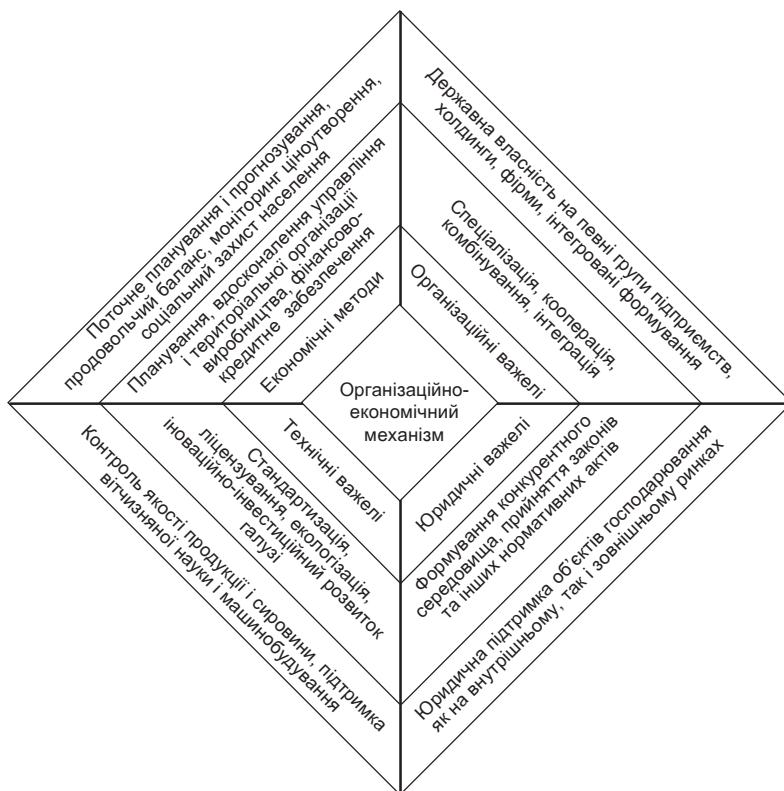 Поточне планування і прогнозування,
продовольчий баланс, моніторинг ціноутворення,
соціальний захист населення
Планування, вдосконалення управління
і територіальної організації
виробництва, фінансово-
кредитне забезпечення
Економічні методи
Державна власність на певні групи підприємств,
холдинги, фірми, інтегровані формування
Спеціалізація, кооперація,
комбінування, інтеграція
Організаційні важелі
Організаційно-
економічний
механізм
Технічні важелі
Стандартизація,
ліцензування, екологізація,
іноваційно-інвестиційний розвиток
галузі
Контроль якості продукції і сировини, підтримка
вітчизняної науки і машинобудування
Юридичні важелі
Формування конкурентного
середовища, прийняття законів
та інших нормативних актів
Юридична підтримка об’єктів господарювання
як на внутрішньому, так і зовнішньому ринках